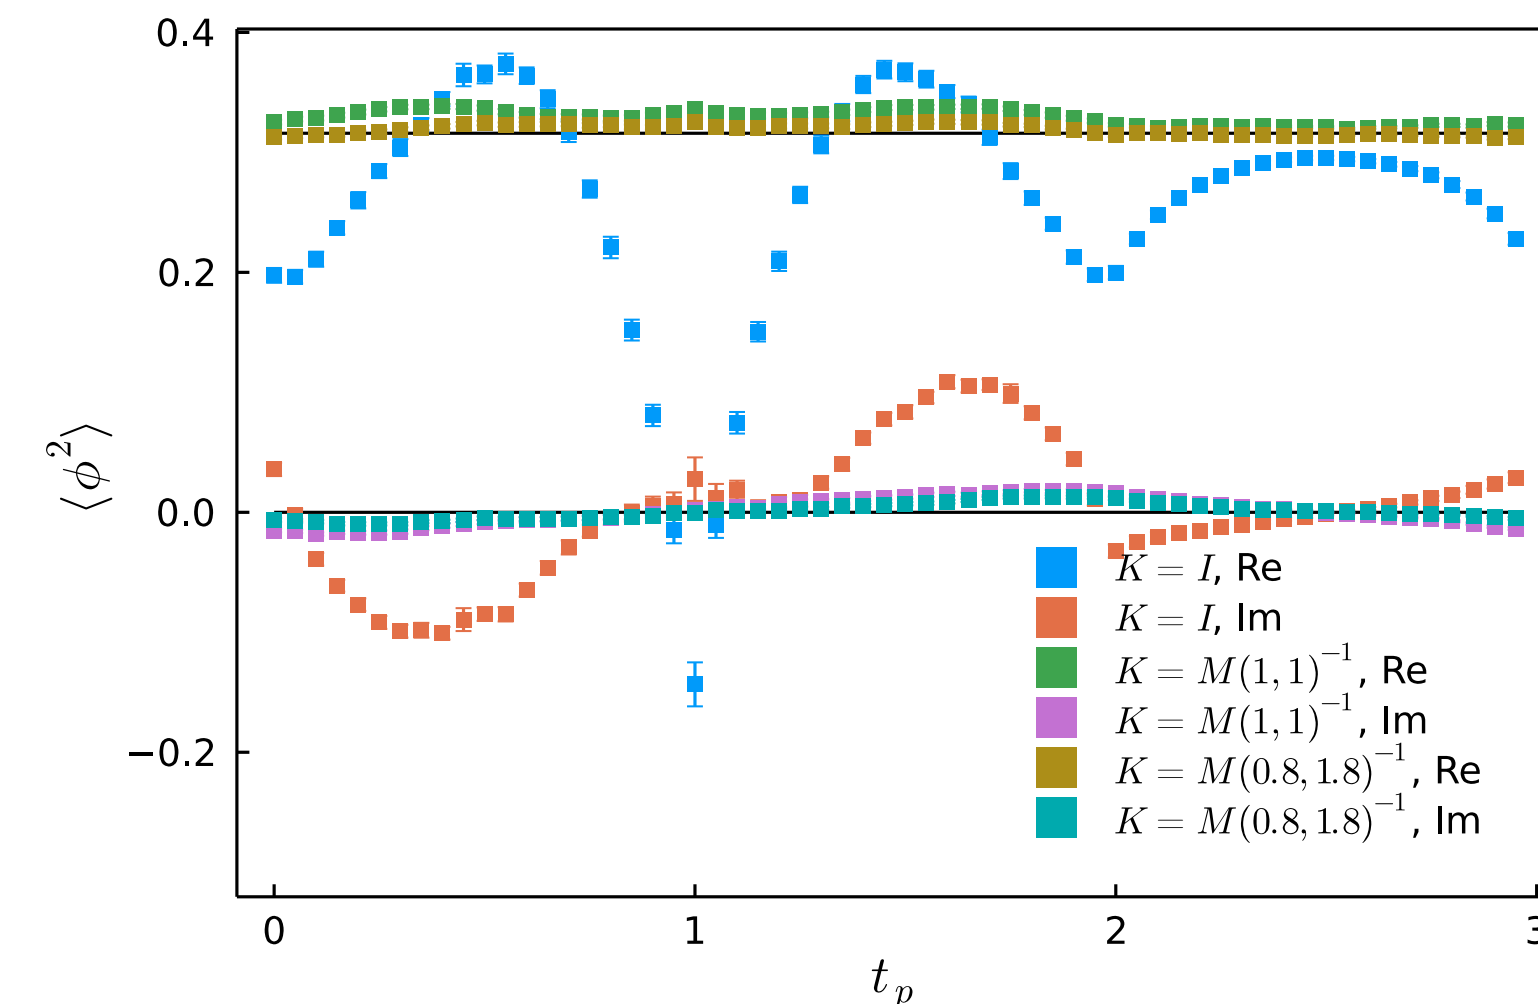 0.4
0.2
0.0
−0.2
⟨ϕ²⟩
K = I, Re
K = I, Im
K = M(1, 1)⁻¹, Re
K = M(1, 1)⁻¹, Im
K = M(0.8, 1.8)⁻¹, Re
K = M(0.8, 1.8)⁻¹, Im
0 1 2 3
t_p